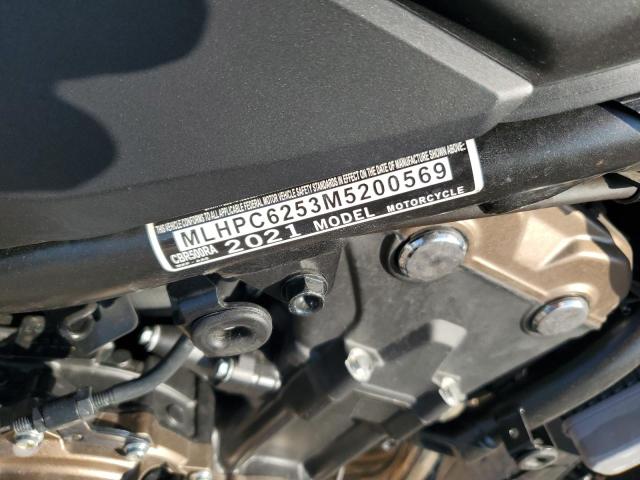 THIS VEHICLE CONFORMS TO ALL APPLICABLE FEDERAL MOTOR VEHICLE SAFETY STANDARDS IN EFFECT ON THE DATE OF MANUFACTURE SHOWN ABOVE:
MLHPC6253M5200569
CBR500RA 2021 MODEL MOTORCYCLE